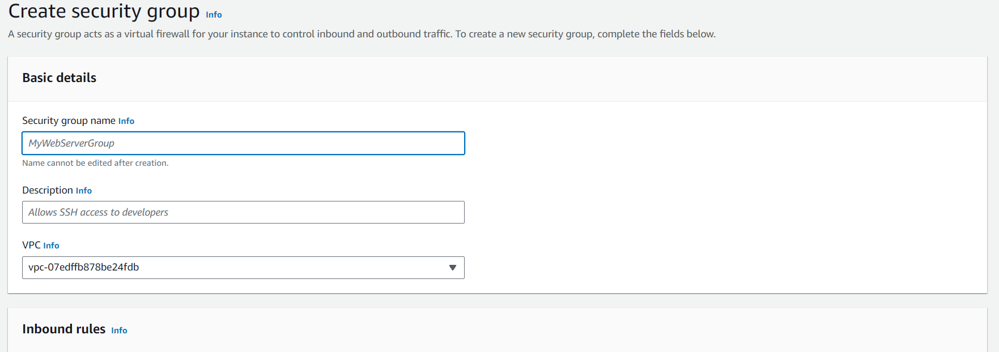 Create security group Info
A security group acts as a virtual firewall for your instance to control inbound and outbound traffic. To create a new security group, complete the fields below.
Basic details
Security group name Info
MyWebServerGroup
Name cannot be edited after creation.
Description Info
Allows SSH access to developers
VPC Info
vpc-07edffb878be24fdb
Inbound rules Info